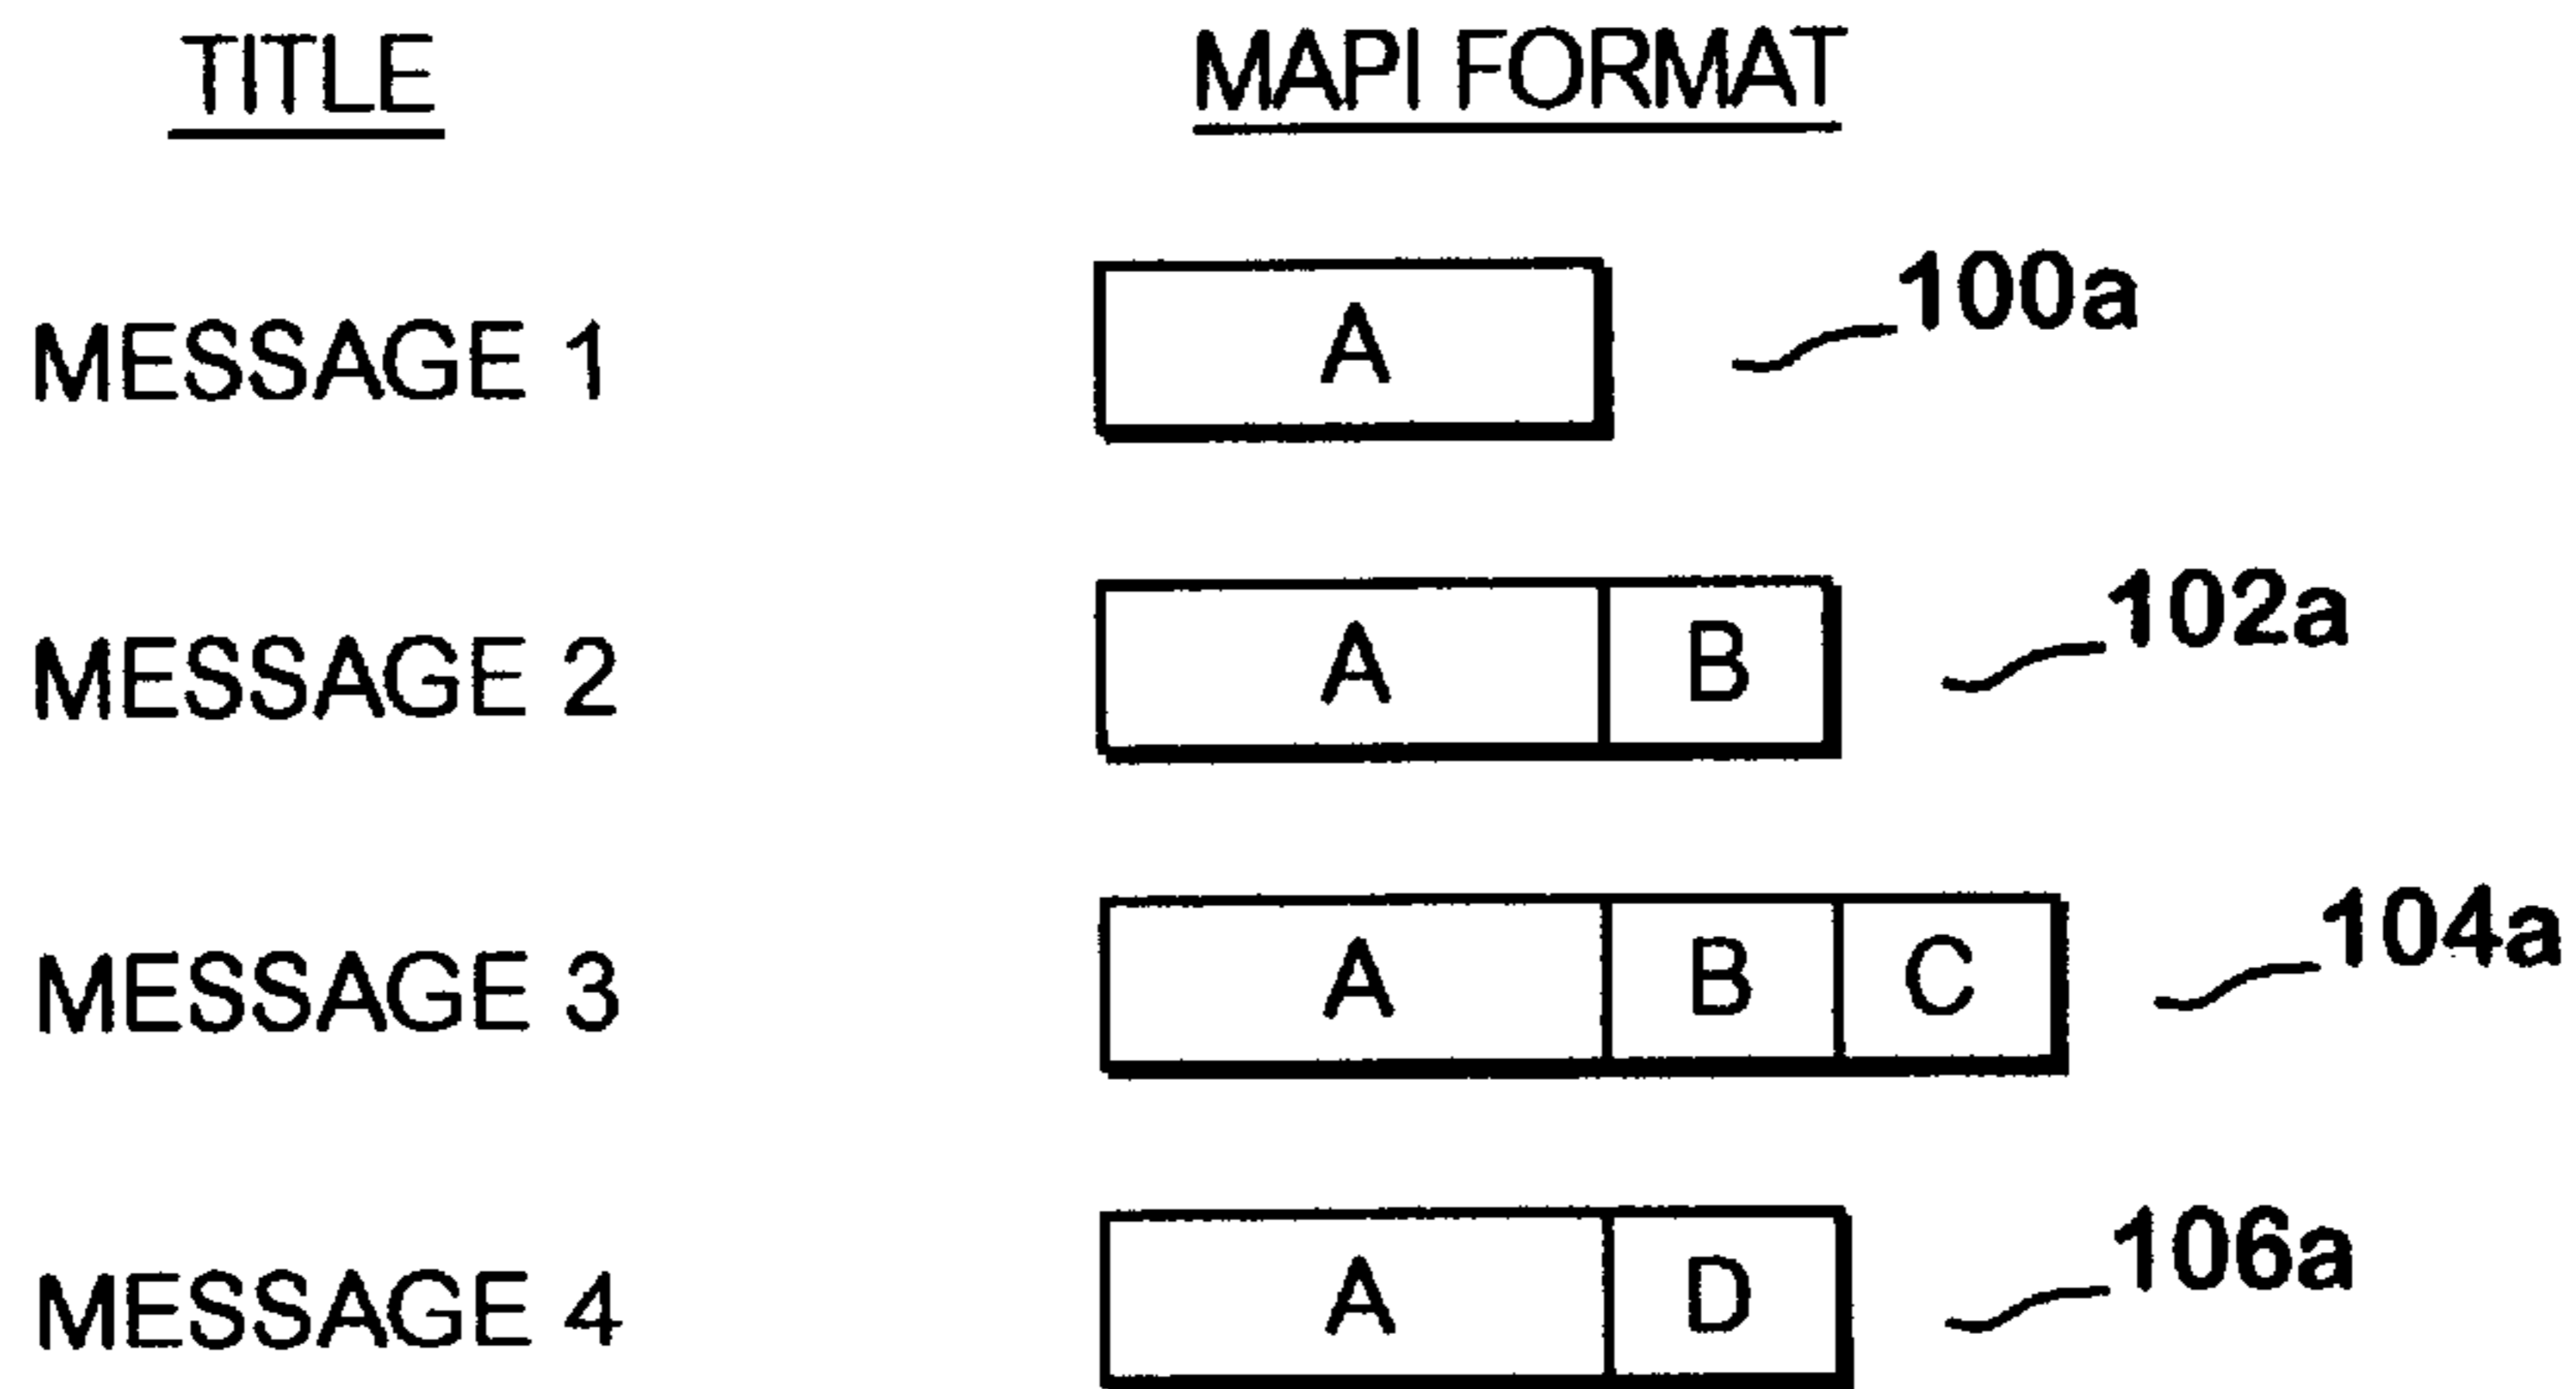 TITLE MAPI FORMAT
MESSAGE 1 A 100a
MESSAGE 2 A B 102a
MESSAGE 3 A B C 104a
MESSAGE 4 A D 106a